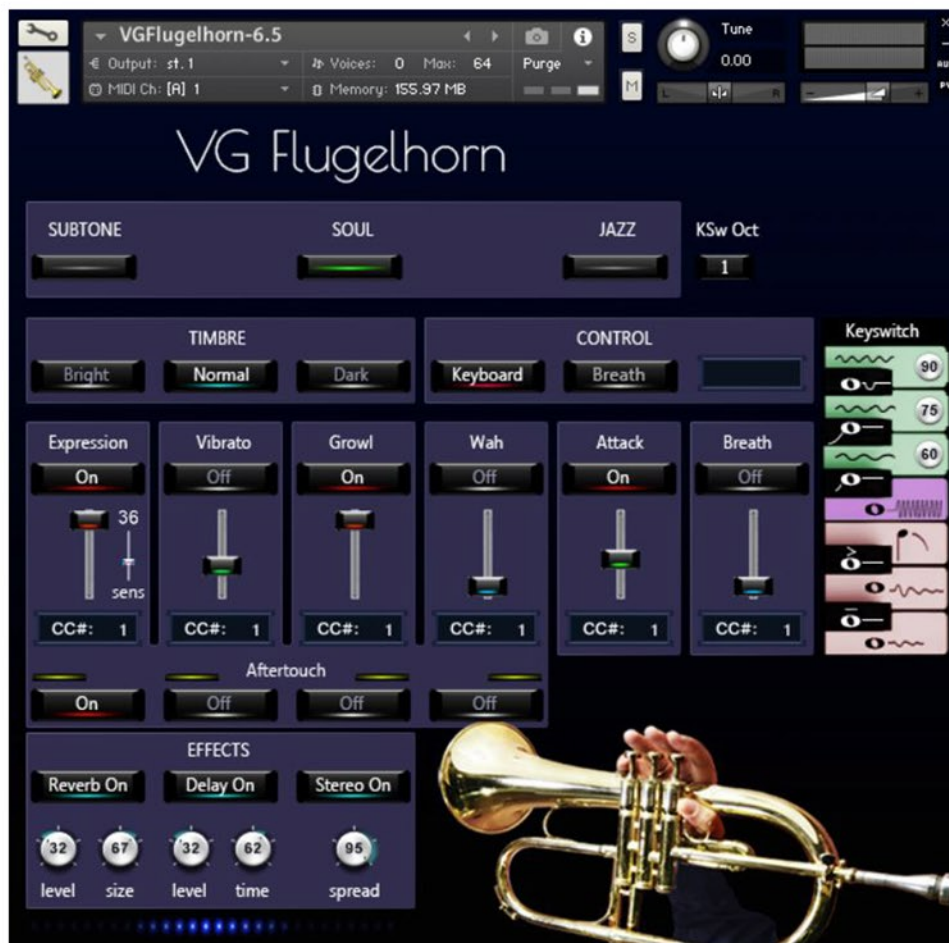 VGFlugelhorn-6.5
Output: st. 1
Voices: 0 Max: 64 Purge
MIDI Ch: [A] 1
Memory: 155.97 MB
S
M
Tune
0.00
L R
- +
VG Flugelhorn
SUBTONE SOUL JAZZ KSw Oct
1
TIMBRE CONTROL Keyswitch
Bright Normal Dark Keyboard Breath
90
75
60
Expression Vibrato Growl Wah Attack Breath
On Off On Off On Off
36
sens
CC#: 1 CC#: 1 CC#: 1 CC#: 1 CC#: 1 CC#: 1
Aftertouch
On Off Off Off
EFFECTS
Reverb On Delay On Stereo On
32 67 32 62 95
level size level time spread